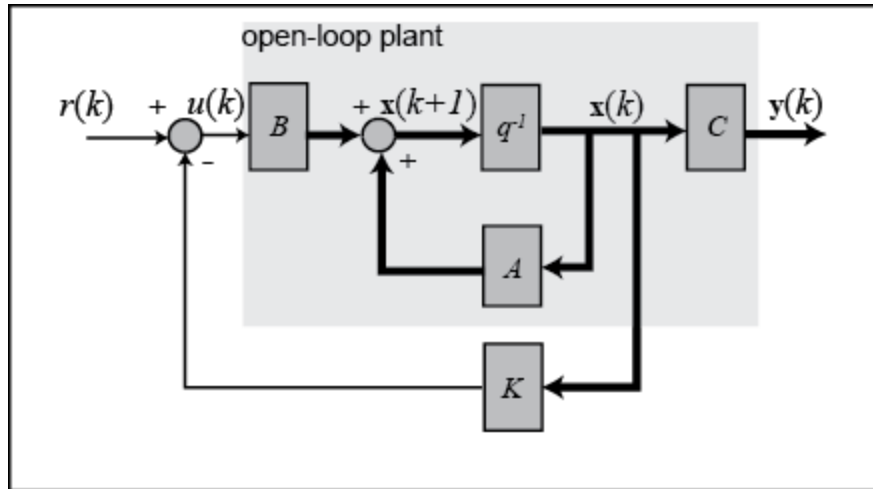 open-loop plant
r(k) + u(k) B + x(k+1) q⁻¹ x(k) C y(k)
− +
A
K